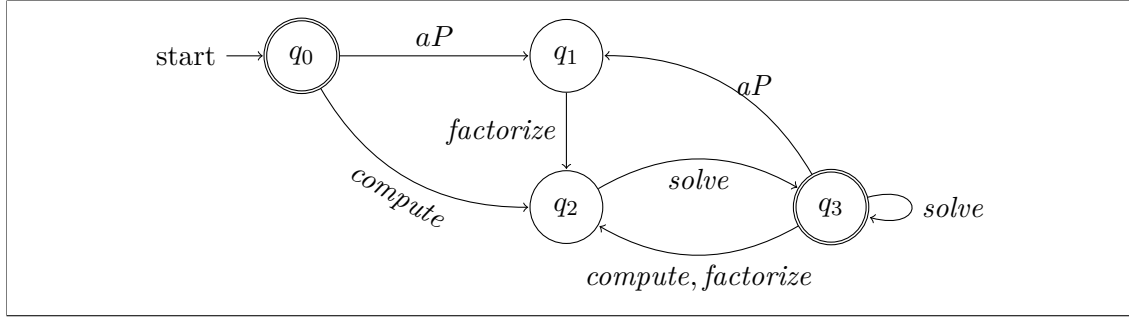 start
q0
aP
q1
aP
factorize
compute
q2
solve
q3
solve
compute, factorize